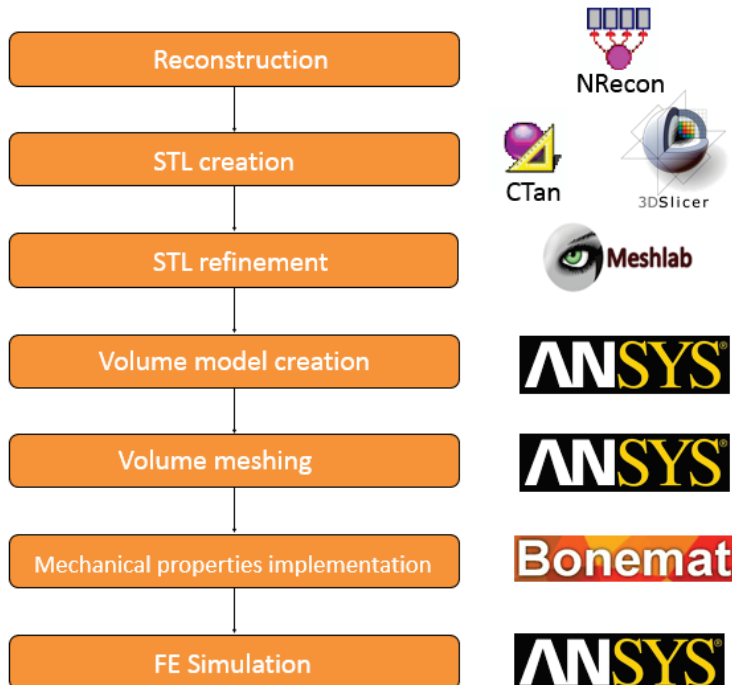 Reconstruction
NRecon
STL creation
CTan
3DSlicer
STL refinement
Meshlab
Volume model creation
ANSYS®
Volume meshing
ANSYS®
Mechanical properties implementation
Bonemat
FE Simulation
ANSYS®